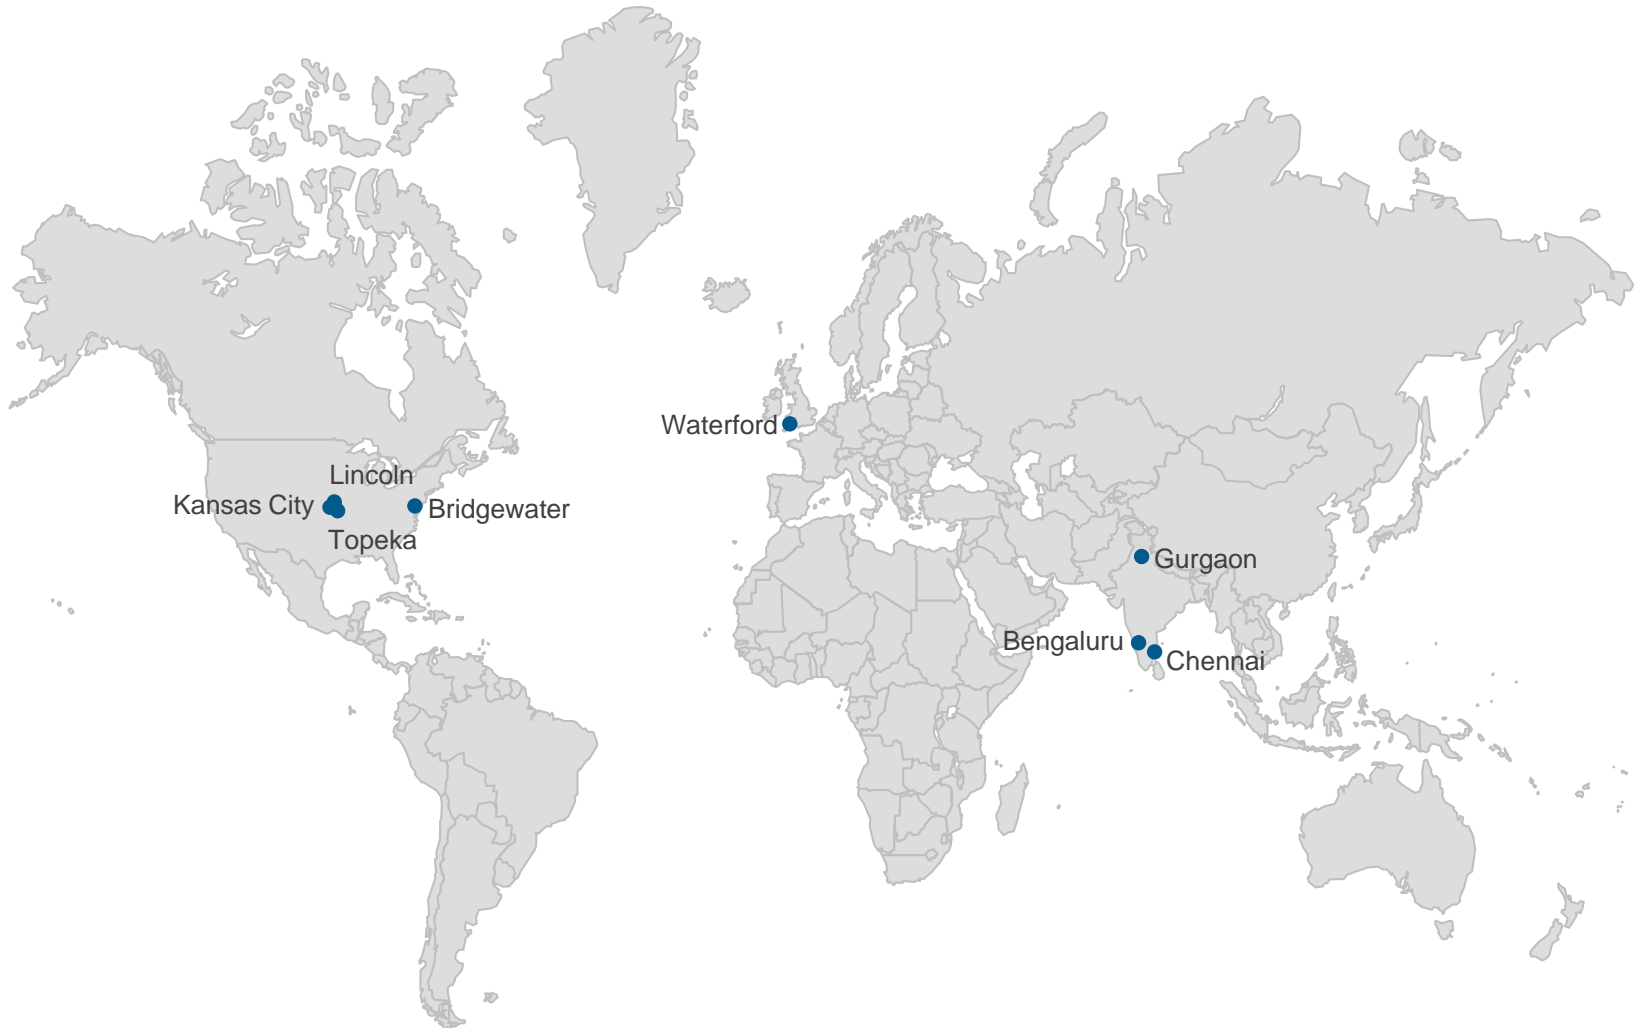 Waterford
Lincoln
Kansas City
Bridgewater
Topeka
Gurgaon
Bengaluru
Chennai